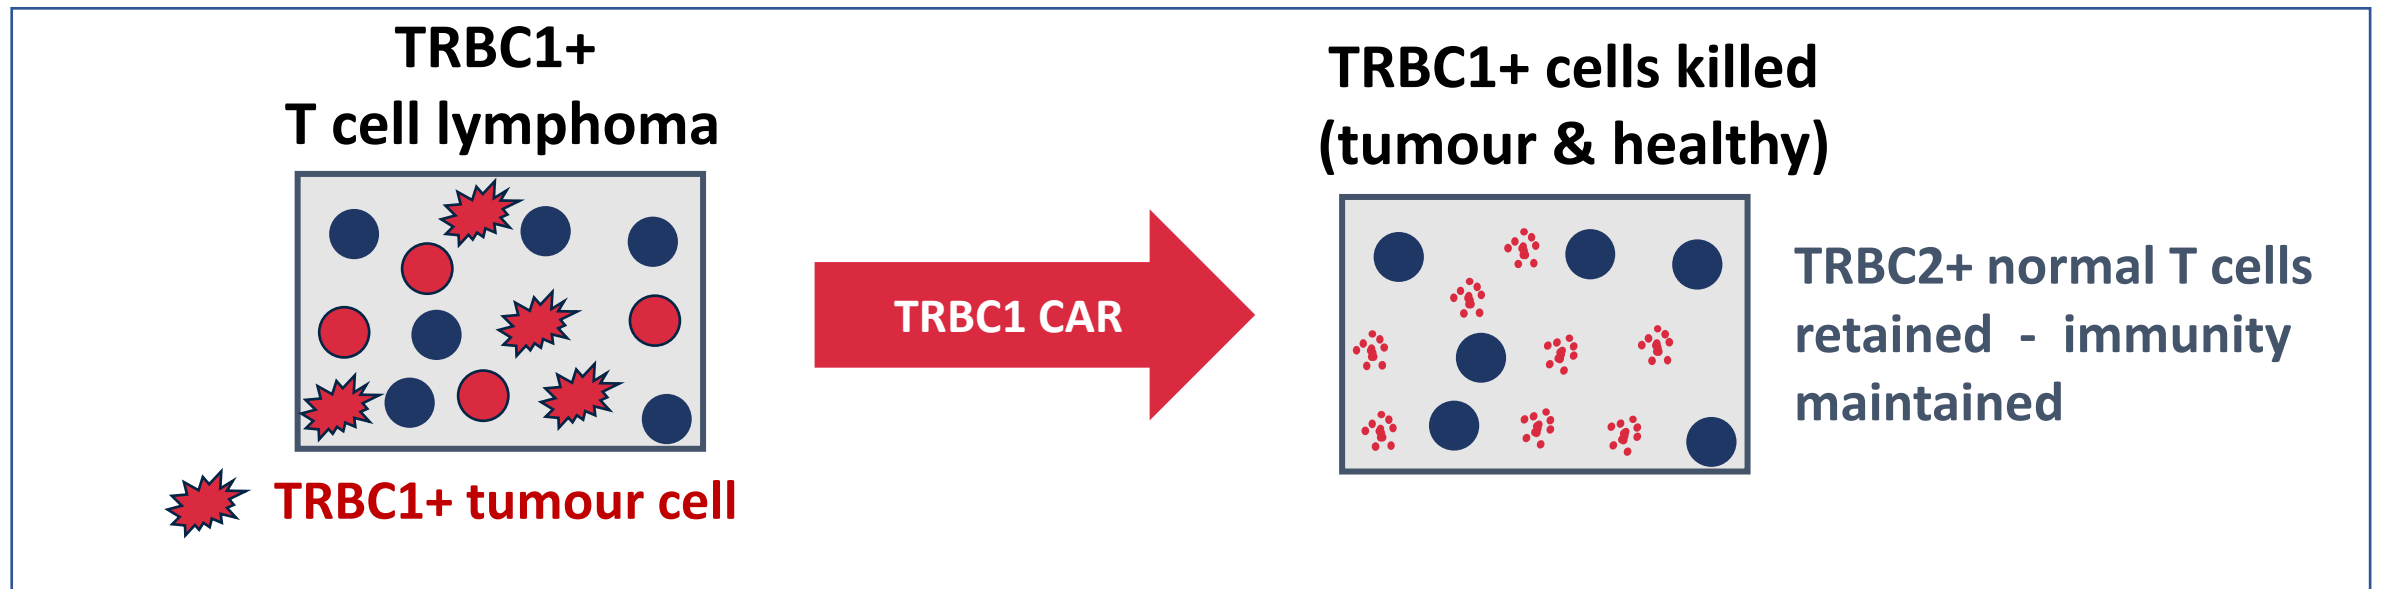 TRBC1+
T cell lymphoma
TRBC1+ tumour cell
TRBC1 CAR
TRBC1+ cells killed
(tumour & healthy)
TRBC2+ normal T cells
retained - immunity
maintained